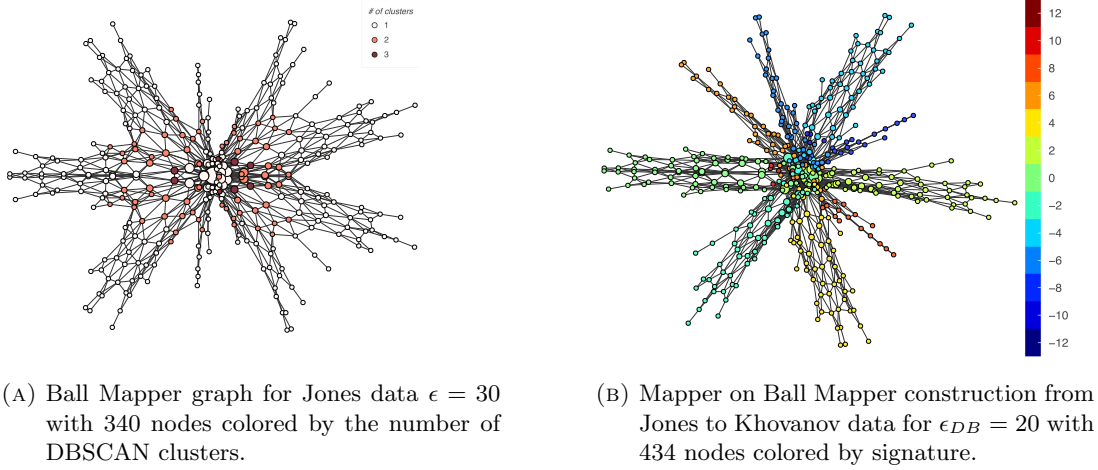 # of clusters
1
2
3
12
10
8
6
4
2
0
−2
−4
−6
−8
−10
−12
(A) Ball Mapper graph for Jones data ϵ = 30
with 340 nodes colored by the number of
DBSCAN clusters.
(B) Mapper on Ball Mapper construction from
Jones to Khovanov data for ϵ_DB = 20 with
434 nodes colored by signature.